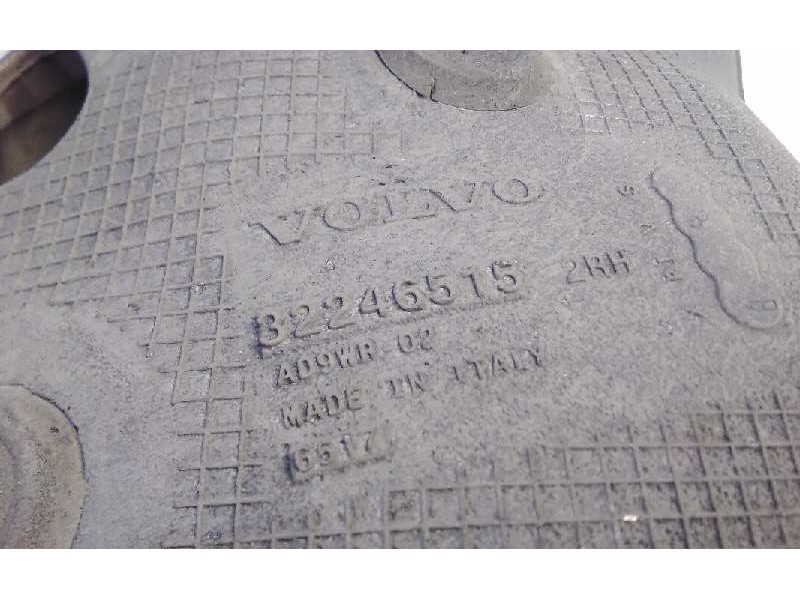 VOLVO
32246515 2RH
AD9WR 02
MADE IN ITALY
6517